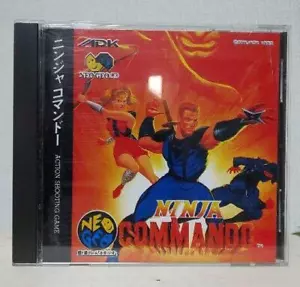 ニンジャコマンドー
ACTION SHOOTING GAME
ADK
NEO GEO CD
NINJA
COMMANDO
TM
NEO
GEO